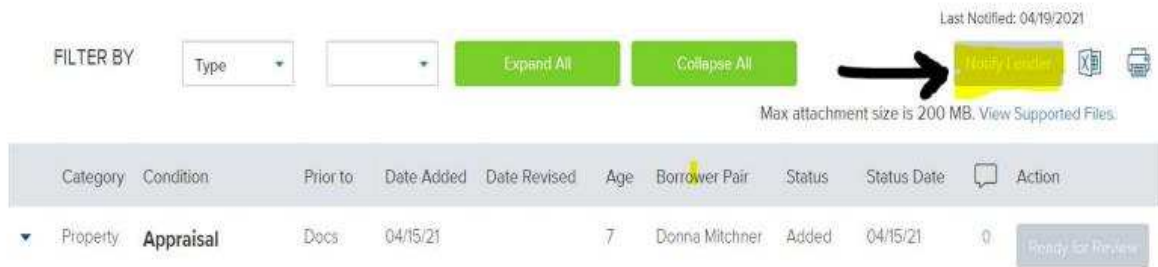 Last Notified: 04/19/2021
FILTER BY Type Expand All Collapse All Notify Lender
Max attachment size is 200 MB. View Supported Files.
Category Condition Prior to Date Added Date Revised Age Borrower Pair Status Status Date Action
Property Appraisal Docs 04/15/21 7 Donna Mitchner Added 04/15/21 0 Ready for Review